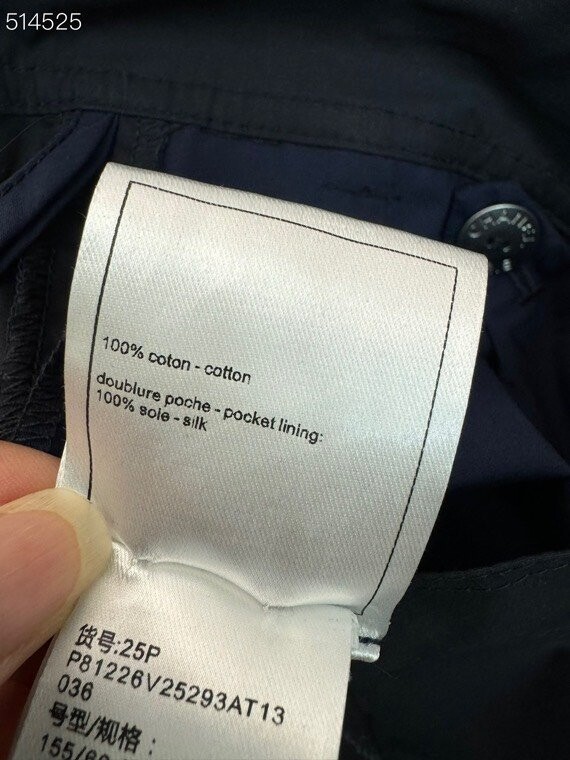 514525
CHANEL
100% coton - cotton
doublure poche - pocket lining:
100% soie - silk
货号:25P
P81226V25293AT13
036
号型/规格：